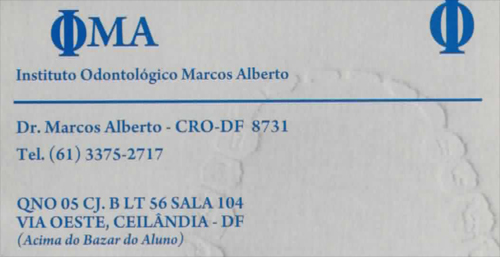 ΦMA
Φ
Instituto Odontológico Marcos Alberto
Dr. Marcos Alberto - CRO-DF 8731
Tel. (61) 3375-2717
QNO 05 CJ. B LT 56 SALA 104
VIA OESTE, CEILÂNDIA - DF
(Acima do Bazar do Aluno)